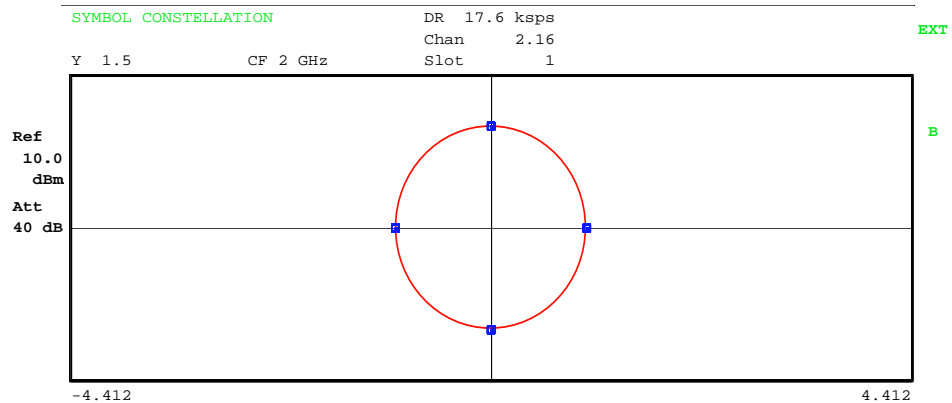 SYMBOL CONSTELLATION
DR 17.6 ksps
EXT
Chan 2.16
Y 1.5
CF 2 GHz
Slot 1
Ref
10.0
dBm
B
Att
40 dB
-4.412
4.412